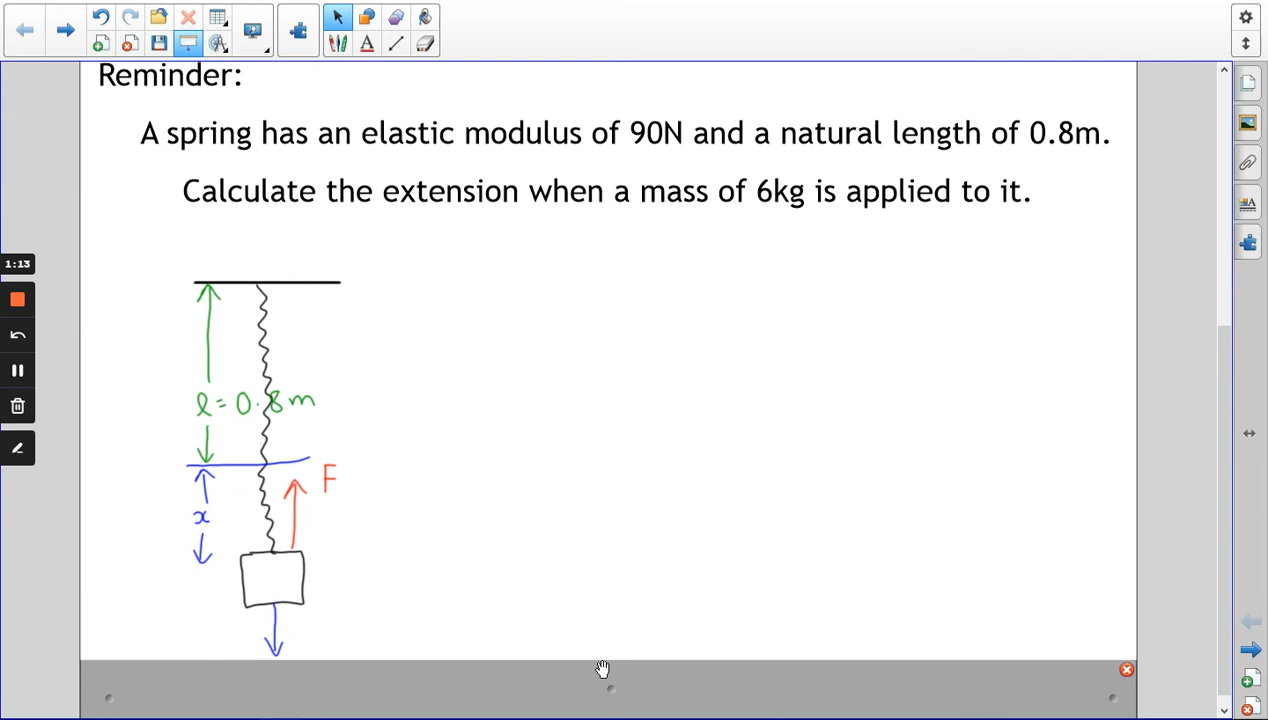 Reminder:
A spring has an elastic modulus of 90N and a natural length of 0.8m.
Calculate the extension when a mass of 6kg is applied to it.
1:13
l = 0.8m
F
x